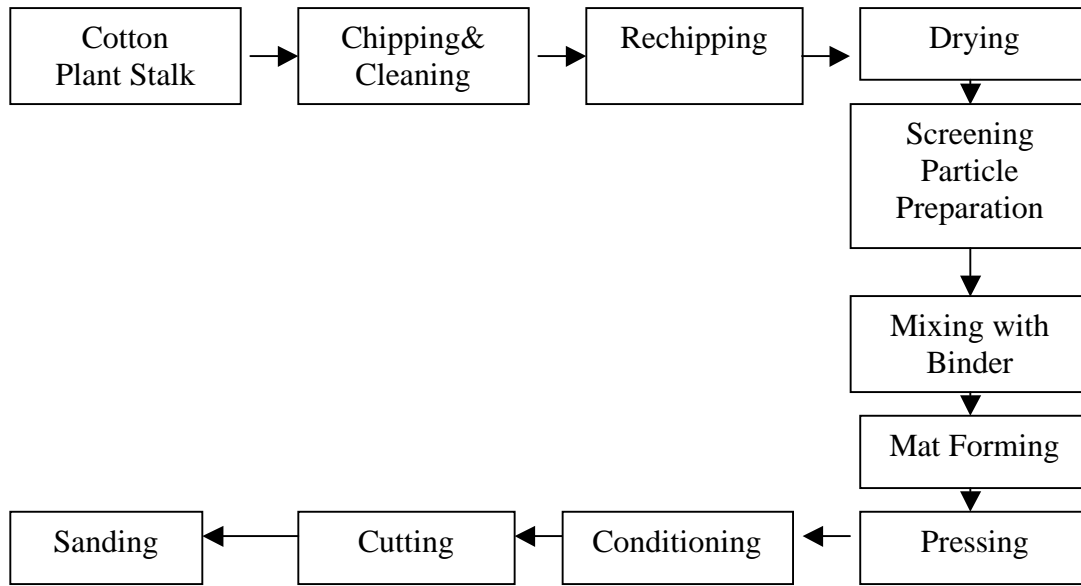 Cotton
Plant Stalk
Chipping&
Cleaning
Rechipping
Drying
Screening
Particle
Preparation
Mixing with
Binder
Mat Forming
Pressing
Conditioning
Cutting
Sanding